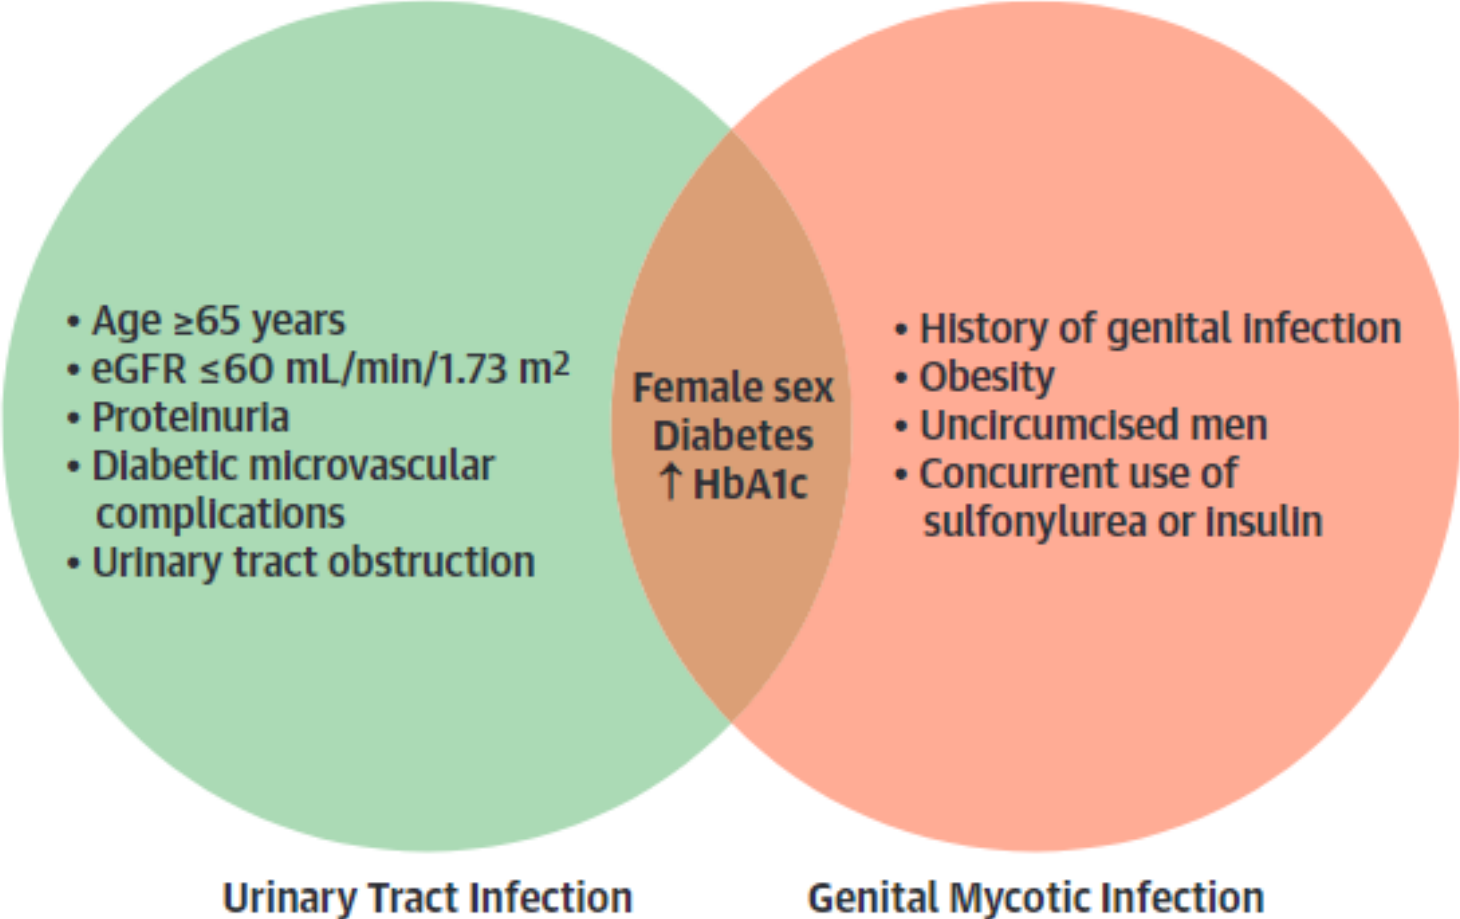 • Age ≥65 years
• eGFR ≤60 mL/min/1.73 m²
• Proteinuria
• Diabetic microvascular
complications
• Urinary tract obstruction
Female sex
Diabetes
↑ HbA1c
• History of genital infection
• Obesity
• Uncircumcised men
• Concurrent use of
sulfonylurea or insulin
Urinary Tract Infection
Genital Mycotic Infection